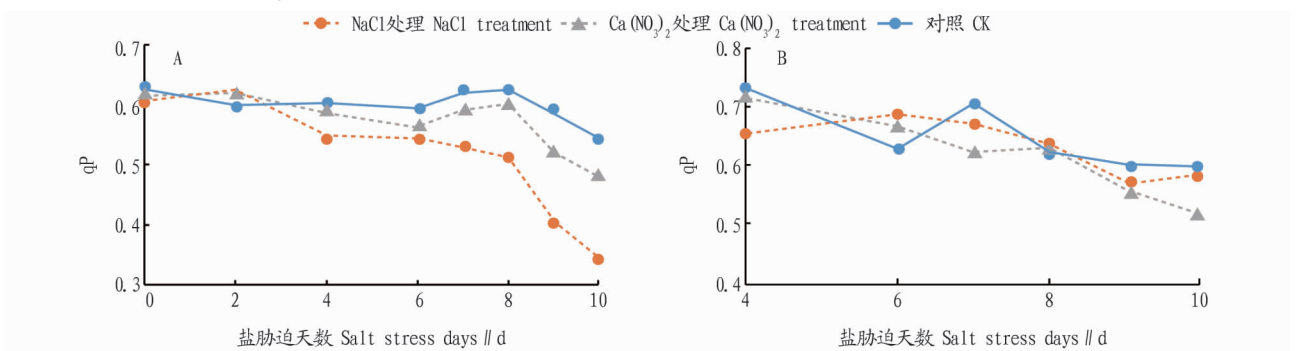 NaCl处理 NaCl treatment Ca(NO₃)₂处理 Ca(NO₃)₂ treatment 对照 CK
A
0.7
0.6
0.5
0.4
0.3
qP
0 2 4 6 8 10
盐胁迫天数 Salt stress days∥d
B
0.8
0.7
0.6
0.5
0.4
qP
4 6 8 10
盐胁迫天数 Salt stress days∥d